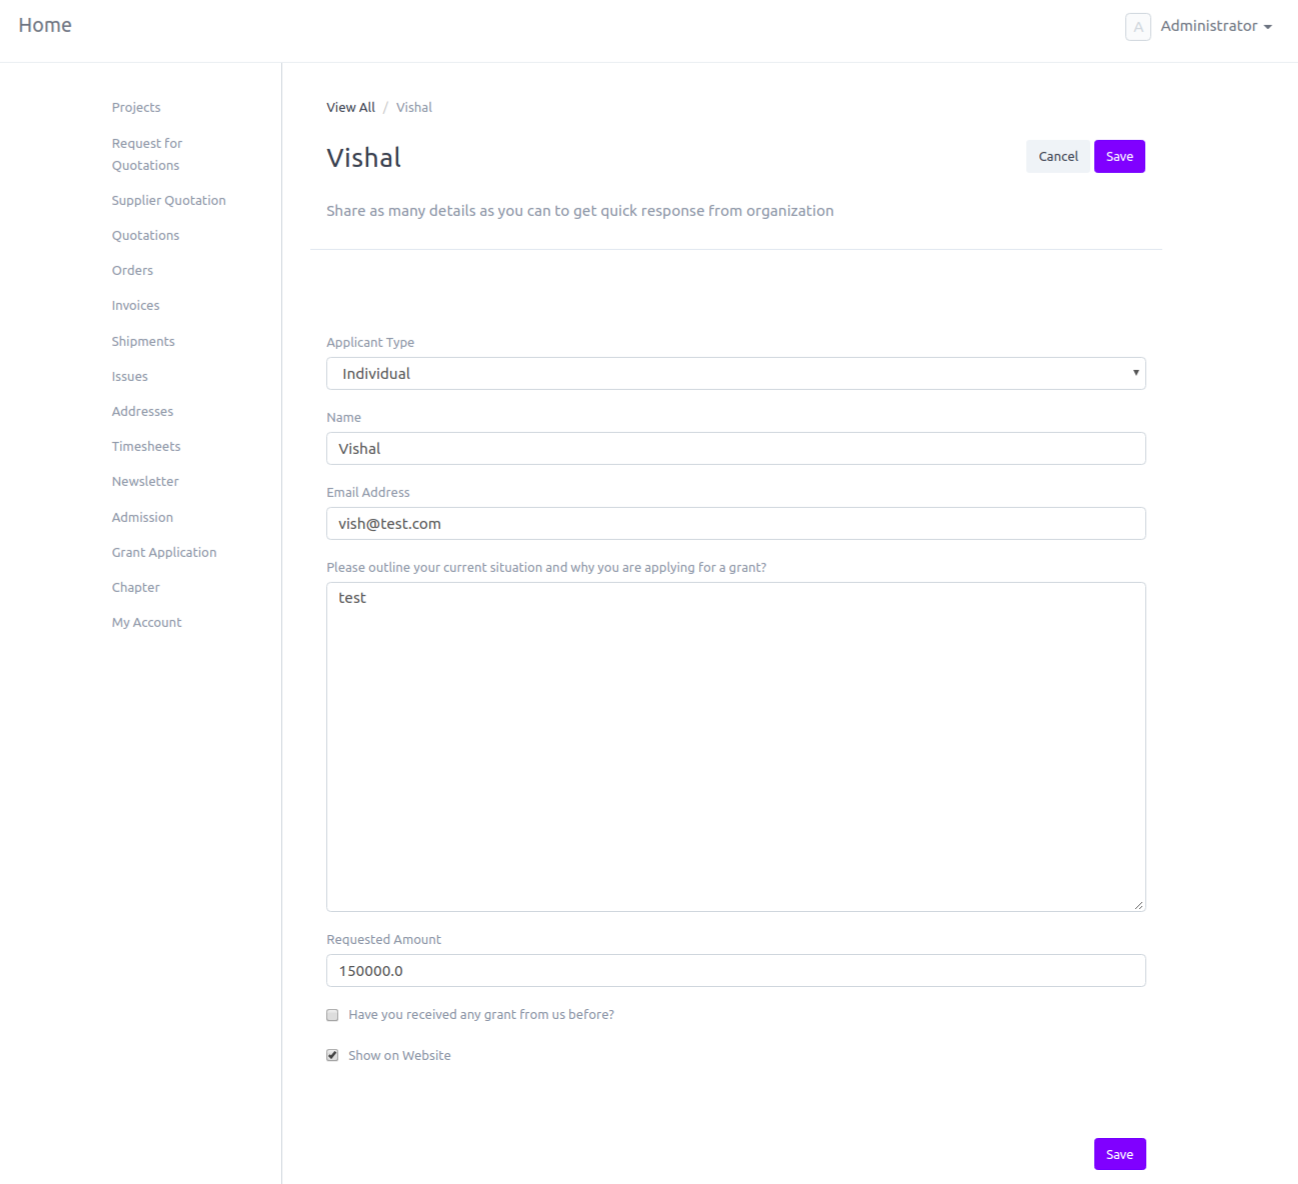 Home
A Administrator
Projects
Request for
Quotations
Supplier Quotation
Quotations
Orders
Invoices
Shipments
Issues
Addresses
Timesheets
Newsletter
Admission
Grant Application
Chapter
My Account
View All / Vishal
Vishal
Cancel Save
Share as many details as you can to get quick response from organization
Applicant Type
Individual
Name
Vishal
Email Address
vish@test.com
Please outline your current situation and why you are applying for a grant?
test
Requested Amount
150000.0
Have you received any grant from us before?
Show on Website
Save